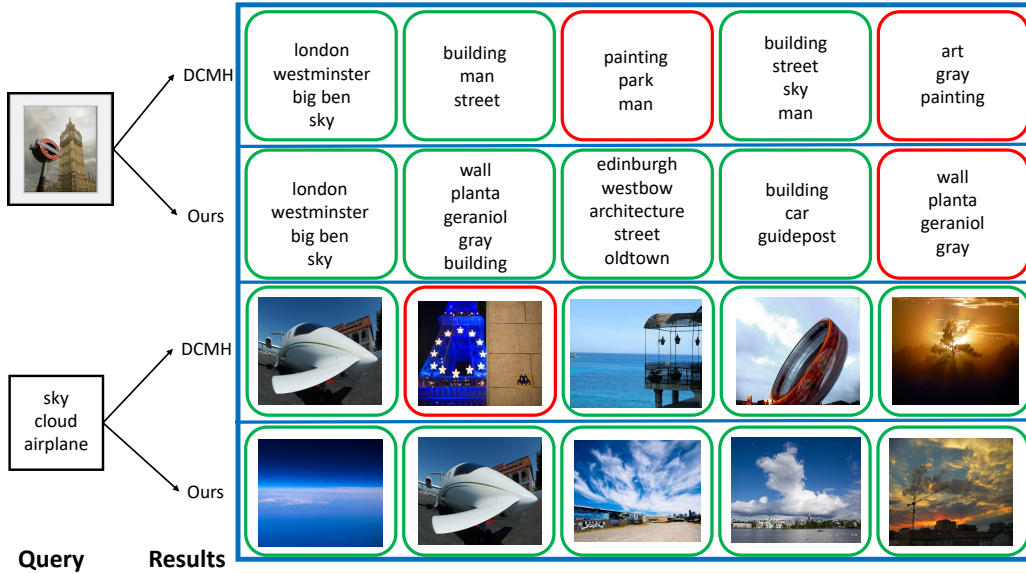 DCMH
london
westminster
big ben
sky
building
man
street
painting
park
man
building
street
sky
man
art
gray
painting
Ours
london
westminster
big ben
sky
wall
planta
geraniol
gray
building
edinburgh
westbow
architecture
street
oldtown
building
car
guidepost
wall
planta
geraniol
gray
DCMH
sky
cloud
airplane
Ours
Query
Results